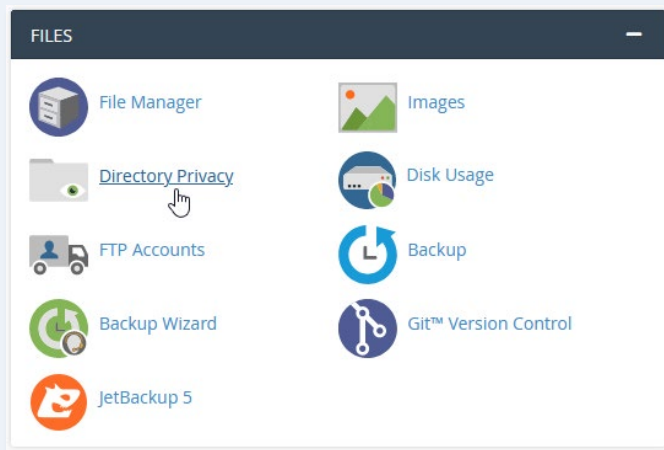 FILES
File Manager
Images
Directory Privacy
Disk Usage
FTP Accounts
Backup
Backup Wizard
Git™ Version Control
JetBackup 5